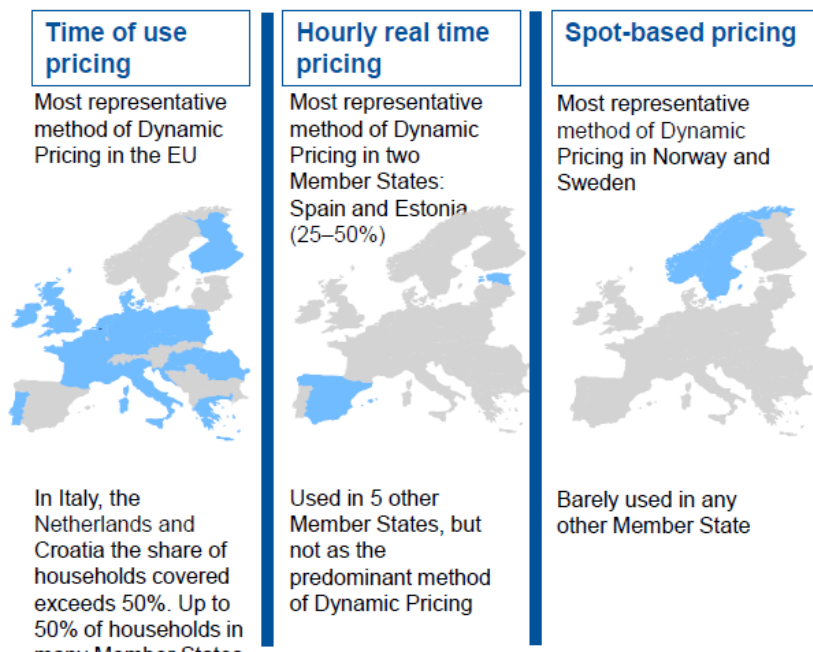 Time of use
pricing
Most representative
method of Dynamic
Pricing in the EU
In Italy, the
Netherlands and
Croatia the share of
households covered
exceeds 50%. Up to
50% of households in
many Member States
Hourly real time
pricing
Most representative
method of Dynamic
Pricing in two
Member States:
Spain and Estonia
(25–50%)
Used in 5 other
Member States, but
not as the
predominant method
of Dynamic Pricing
Spot-based pricing
Most representative
method of Dynamic
Pricing in Norway and
Sweden
Barely used in any
other Member State